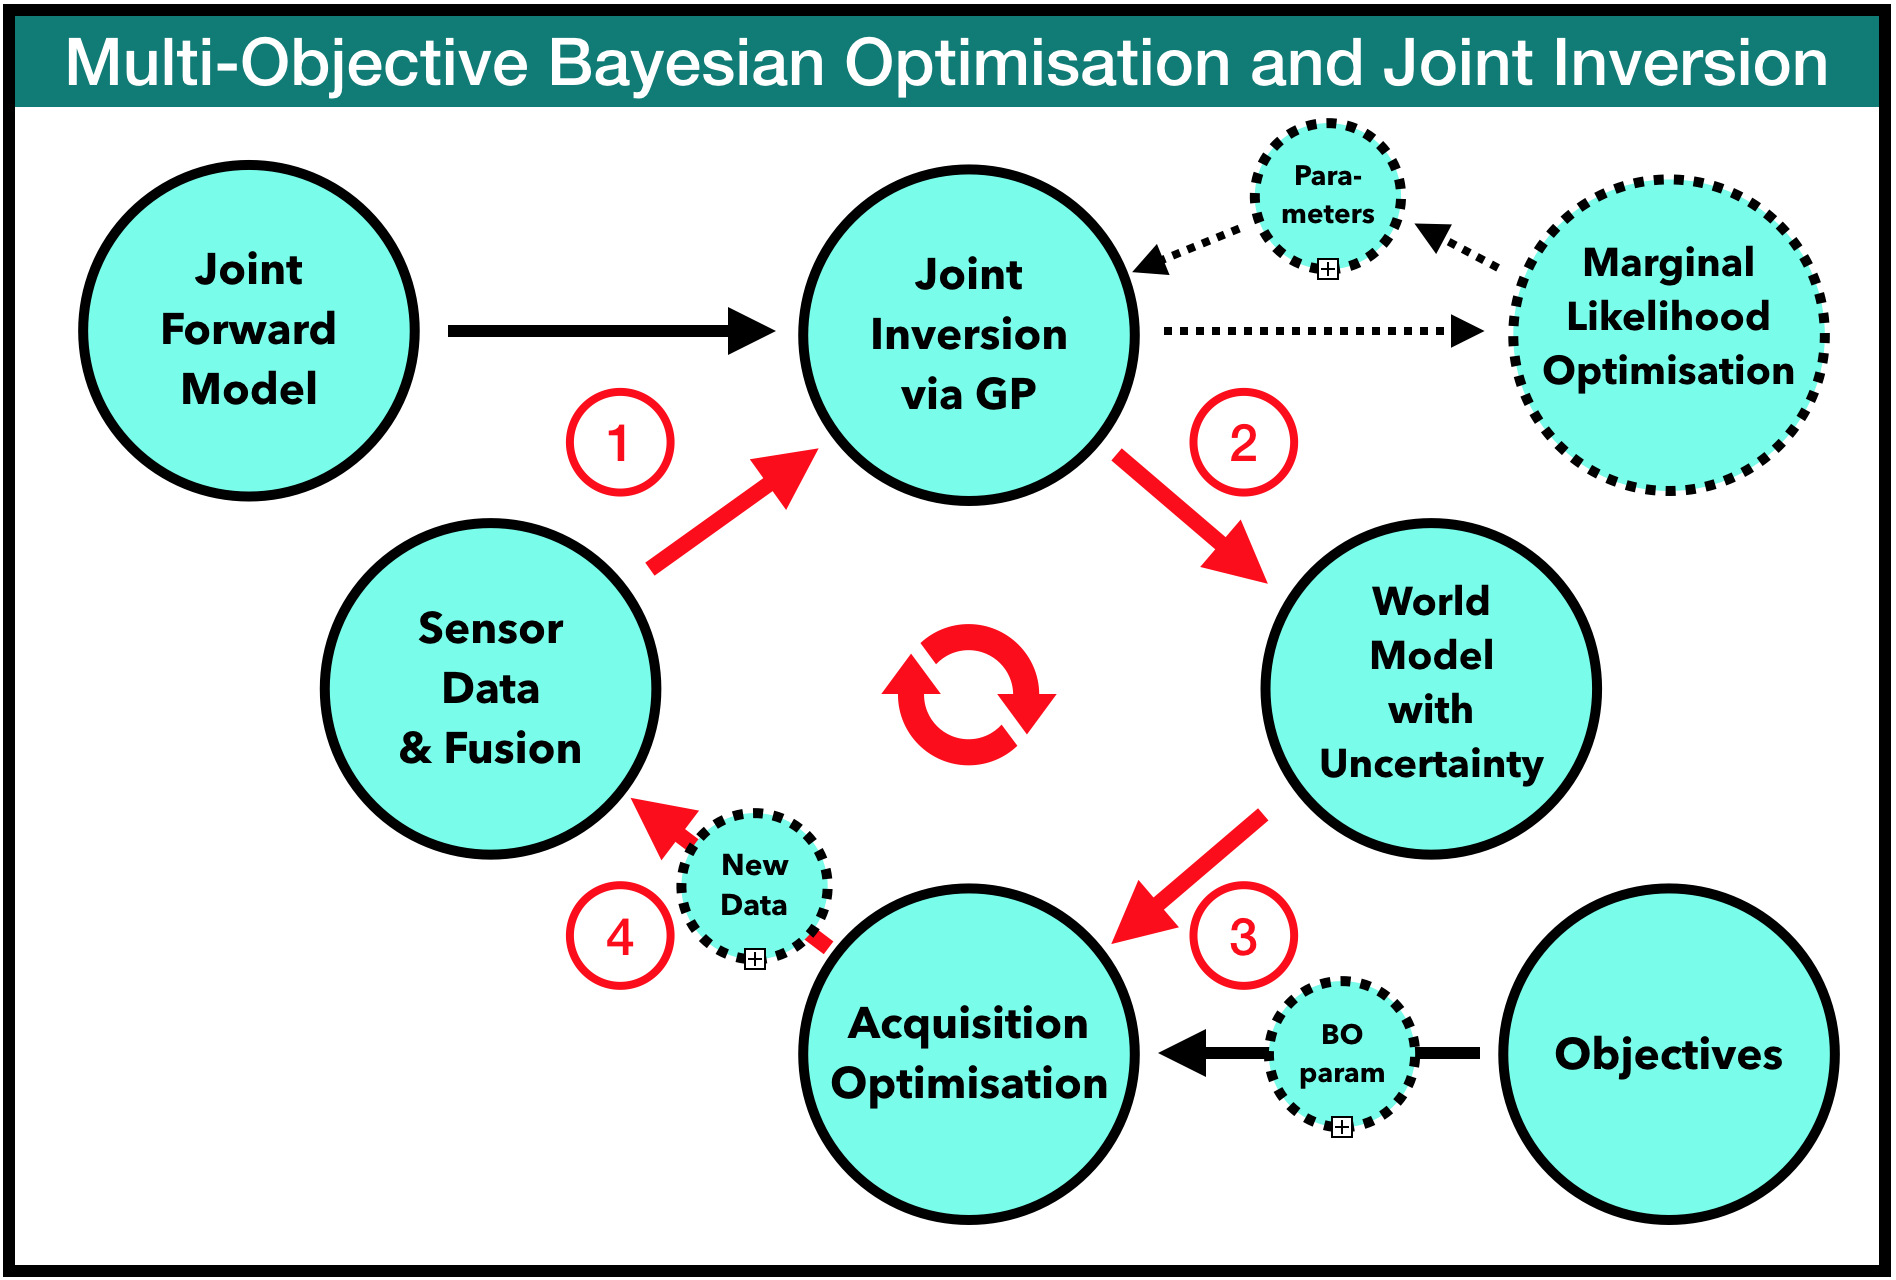 Multi-Objective Bayesian Optimisation and Joint Inversion
Joint
Forward
Model
Joint
Inversion
via GP
Para-
meters
Marginal
Likelihood
Optimisation
1
2
Sensor
Data
& Fusion
World
Model
with
Uncertainty
New
Data
4
3
Acquisition
Optimisation
BO
param
Objectives